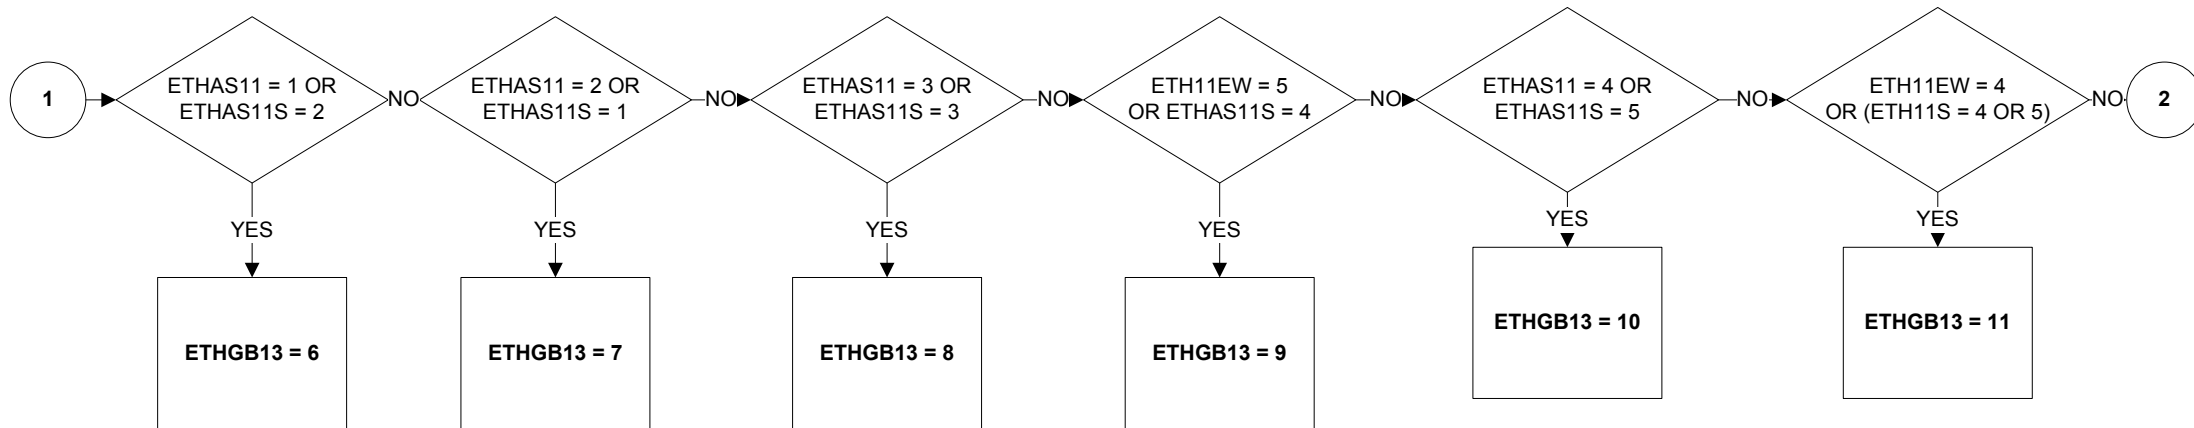 1
ETHAS11 = 1 OR
ETHAS11S = 2
NO
ETHAS11 = 2 OR
ETHAS11S = 1
NO
ETHAS11 = 3 OR
ETHAS11S = 3
NO
ETH11EW = 5
OR ETHAS11S = 4
NO
ETHAS11 = 4 OR
ETHAS11S = 5
NO
ETH11EW = 4
OR (ETH11S = 4 OR 5)
NO
2
YES
YES
YES
YES
YES
YES
ETHGB13 = 6
ETHGB13 = 7
ETHGB13 = 8
ETHGB13 = 9
ETHGB13 = 10
ETHGB13 = 11